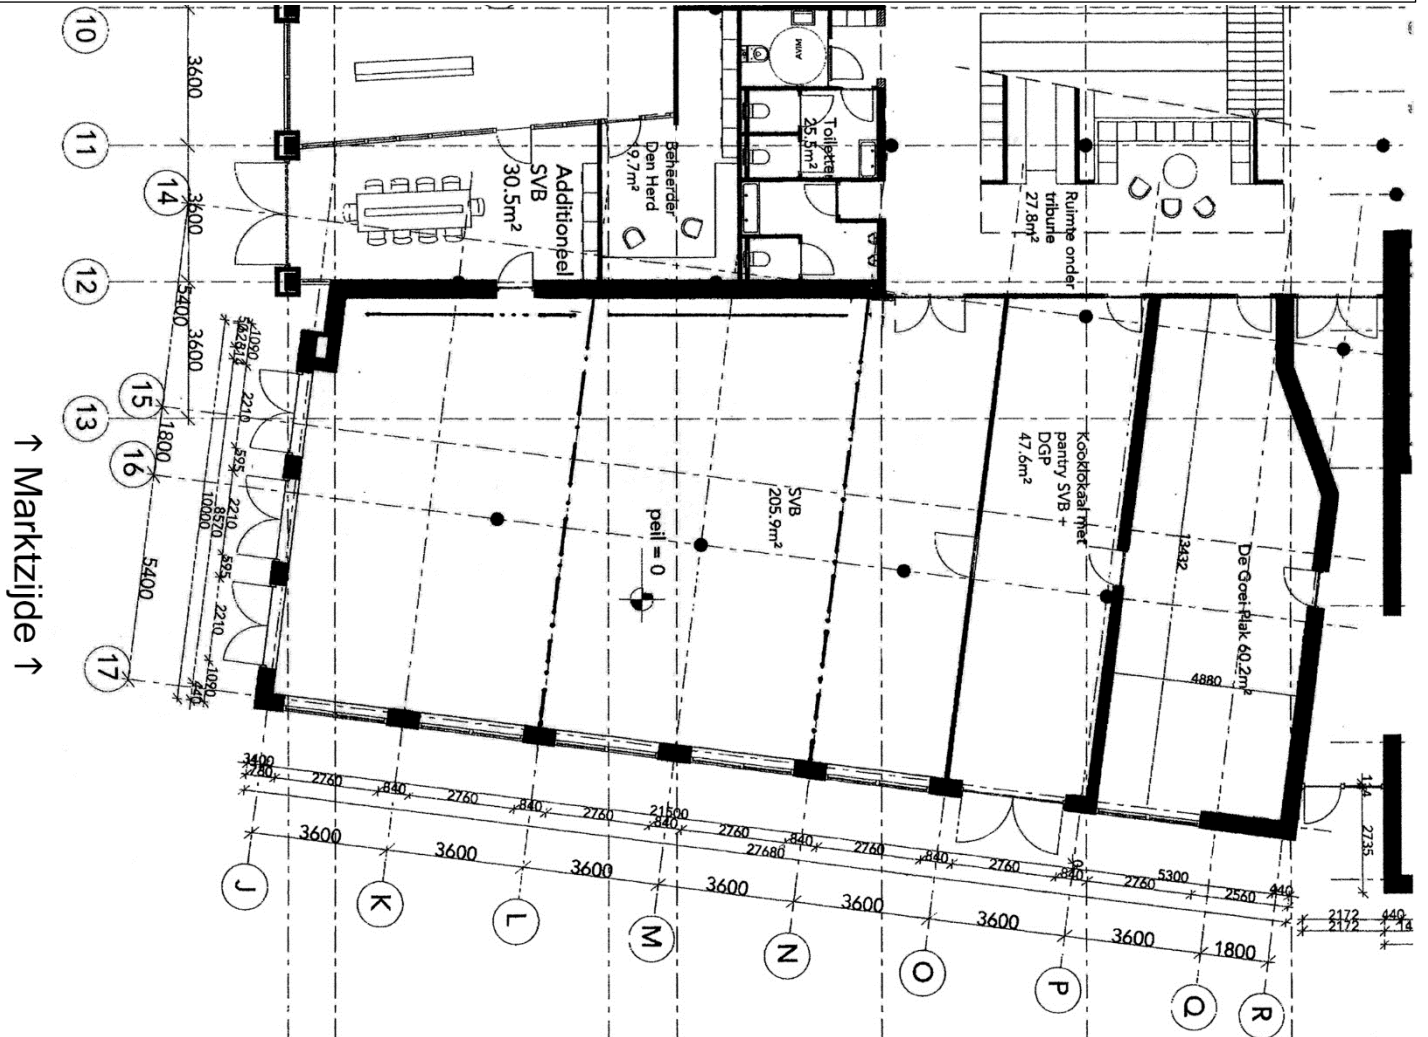 10
11
14
12
15
13
16
17
3600
3600
5400
3600
1800
5400
1090
2210
595
2210
595
2210
1090
440
8570
10000
↑ Marktzijde ↑
AVIM
Toiletten
25.5m²
Beheerder
Den Herd
19.7m²
Additioneel
SVB
30.5m²
Ruimte onder
tribune
27.8m²
Kooklokaal met
pantry SVB +
DGP
47.6m²
SVB
205.9m²
peil = 0
De Goei Plak 60.2m²
13432
4880
3400
780
2760
840
2760
840
2760
840
2760
840
2760
840
2760
840
2760
2560
440
21500
5300
27680
3600
3600
3600
3600
3600
3600
3600
1800
J
K
L
M
N
O
P
Q
R
2735
2172
440
2172
14